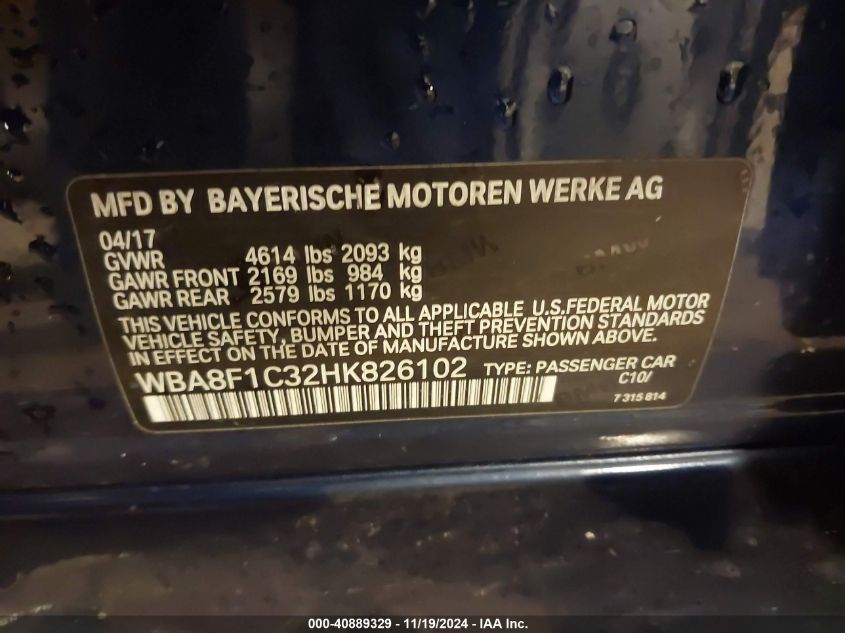 MFD BY BAYERISCHE MOTOREN WERKE AG
04/17
GVWR 4614 lbs 2093 kg
GAWR FRONT 2169 lbs 984 kg
GAWR REAR 2579 lbs 1170 kg
THIS VEHICLE CONFORMS TO ALL APPLICABLE U.S.FEDERAL MOTOR
VEHICLE SAFETY, BUMPER AND THEFT PREVENTION STANDARDS
IN EFFECT ON THE DATE OF MANUFACTURE SHOWN ABOVE.
WBA8F1C32HK826102 TYPE: PASSENGER CAR
C10/
7 315 814
000-40889329 - 11/19/2024 - IAA Inc.